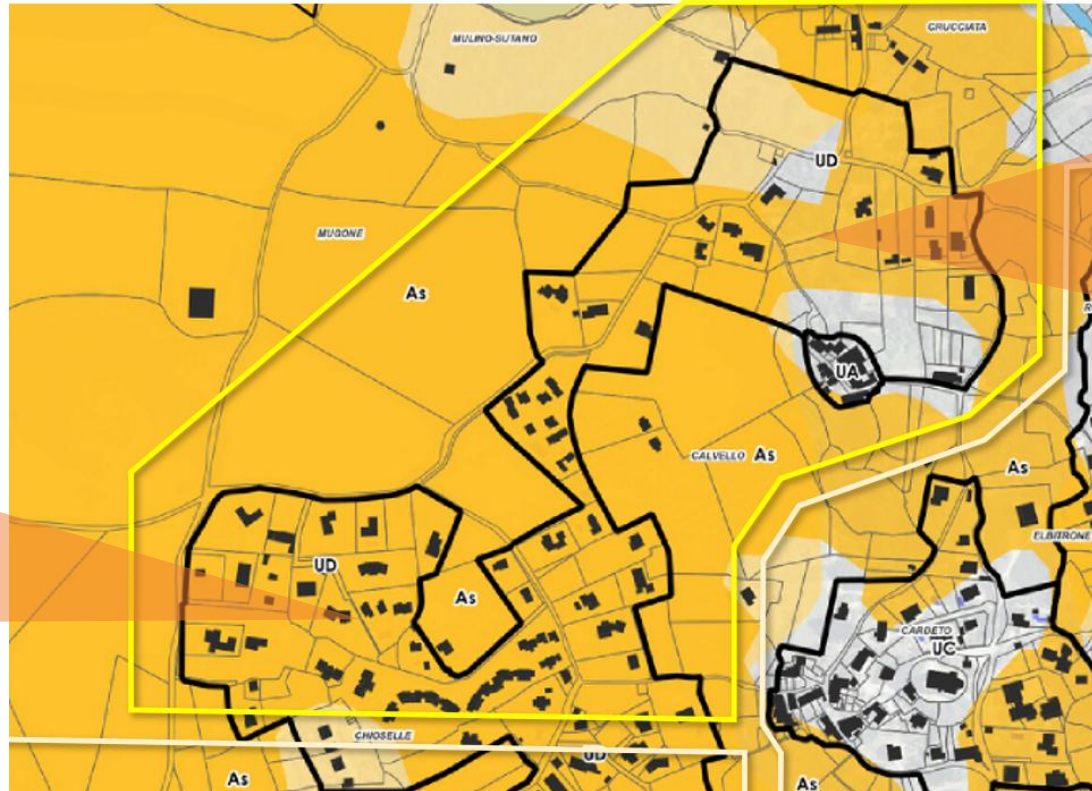 CRUCCIATA
MULINO-SUTANO
UD
MUGONE
As
UA
CALVELLO As
As
ELBITRONE
UD
As
CARDETO
UC
CHIOSELLE
UD
As
As